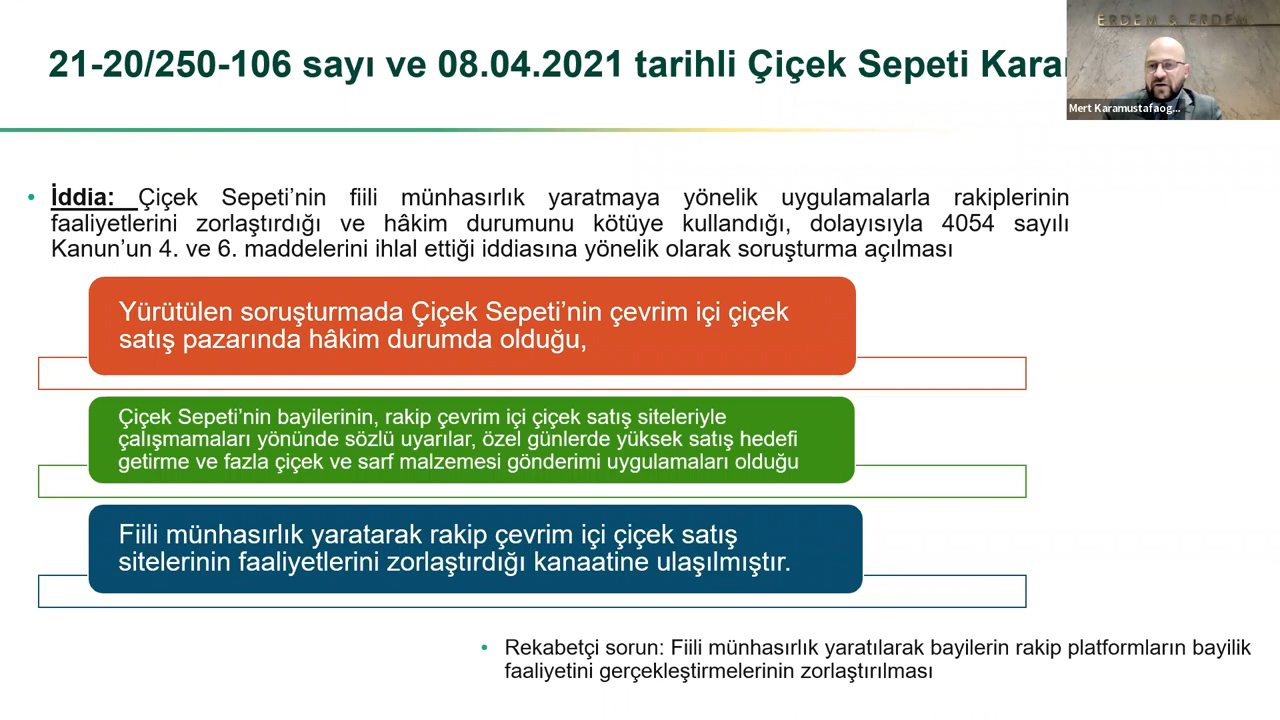 21-20/250-106 sayı ve 08.04.2021 tarihli Çiçek Sepeti
ERDEM & ERDEM
Mert Karamustafaog...
• İddia: Çiçek Sepeti’nin fiili münhasırlık yaratmaya yönelik uygulamalarla rakiplerinin
faaliyetlerini zorlaştırdığı ve hâkim durumunu kötüye kullandığı, dolayısıyla 4054 sayılı
Kanun’un 4. ve 6. maddelerini ihlal ettiği iddiasına yönelik olarak soruşturma açılması
Yürütülen soruşturmada Çiçek Sepeti’nin çevrim içi çiçek
satış pazarında hâkim durumda olduğu,
Çiçek Sepeti’nin bayilerinin, rakip çevrim içi çiçek satış siteleriyle
çalışmamaları yönünde sözlü uyarılar, özel günlerde yüksek satış hedefi
getirme ve fazla çiçek ve sarf malzemesi gönderimi uygulamaları olduğu
Fiili münhasırlık yaratarak rakip çevrim içi çiçek satış
sitelerinin faaliyetlerini zorlaştırdığı kanaatine ulaşılmıştır.
• Rekabetçi sorun: Fiili münhasırlık yaratılarak bayilerin rakip platformların bayilik
faaliyetini gerçekleştirmelerinin zorlaştırılması